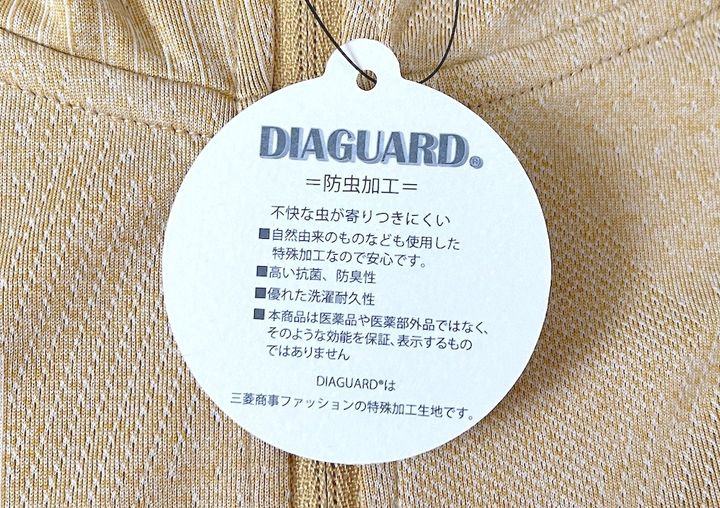 DIAGUARD®
=防虫加工=
不快な虫が寄りつきにくい
■自然由来のものなども使用した
特殊加工なので安心です。
■高い抗菌、防臭性
■優れた洗濯耐久性
■本商品は医薬品や医薬部外品ではなく、
そのような効能を保証、表示するもの
ではありません
DIAGUARD®は
三菱商事ファッションの特殊加工生地です。